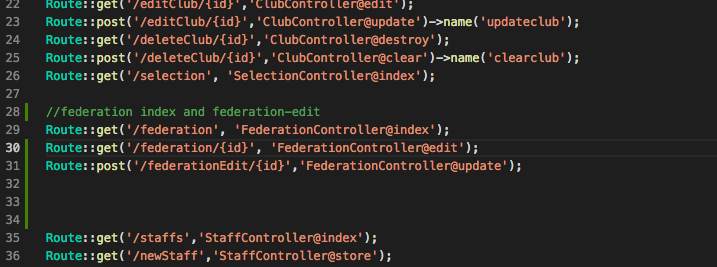 22 Route::get('/editClub/{id}','ClubController@edit');
23 Route::post('/editClub/{id}','ClubController@update')->name('updateclub');
24 Route::get('/deleteClub/{id}','ClubController@destroy');
25 Route::post('/deleteClub/{id}','ClubController@clear')->name('clearclub');
26 Route::get('/selection', 'SelectionController@index');
27
28 //federation index and federation-edit
29 Route::get('/federation', 'FederationController@index');
30 Route::get('/federation/{id}', 'FederationController@edit');
31 Route::post('/federationEdit/{id}','FederationController@update');
32
33
34
35 Route::get('/staffs','StaffController@index');
36 Route::get('/newStaff','StaffController@store');